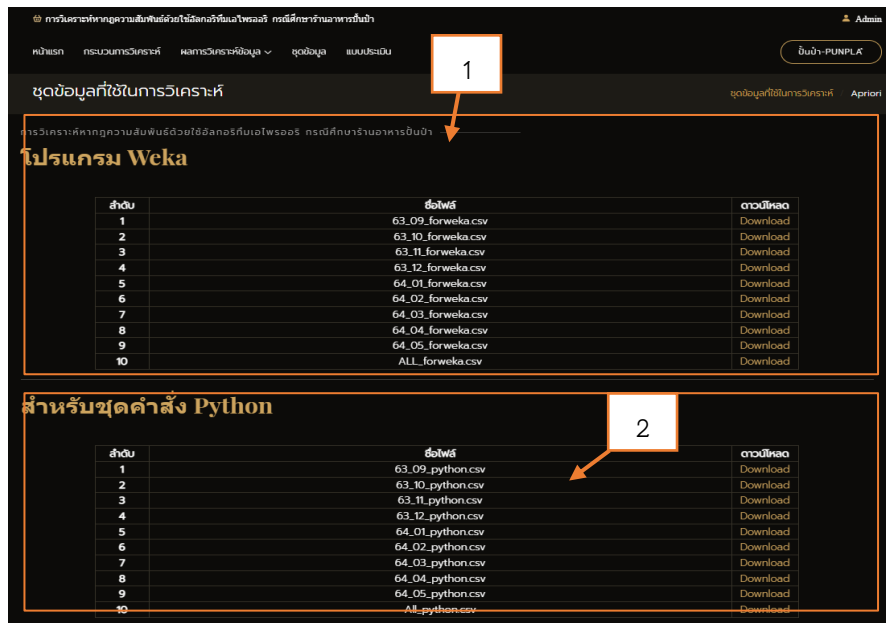 การวิเคราะห์หากฎความสัมพันธ์ด้วยใช้อัลกอริทึมเอไพรออริ กรณีศึกษาร้านอาหารปั้นป่า Admin
หน้าแรก กระบวนการวิเคราะห์ ผลการวิเคราะห์ข้อมูล ชุดข้อมูล แบบประเมิน ปั้นป่า-PUNPLA
1
ชุดข้อมูลที่ใช้ในการวิเคราะห์ ชุดข้อมูลที่ใช้ในการวิเคราะห์ / Apriori
การวิเคราะห์หากฎความสัมพันธ์ด้วยใช้อัลกอริทึมเอไพรออริ กรณีศึกษาร้านอาหารปั้นป่า
โปรแกรม Weka
ลำดับ ชื่อไฟล์ ดาวน์โหลด
1 63_09_forweka.csv Download
2 63_10_forweka.csv Download
3 63_11_forweka.csv Download
4 63_12_forweka.csv Download
5 64_01_forweka.csv Download
6 64_02_forweka.csv Download
7 64_03_forweka.csv Download
8 64_04_forweka.csv Download
9 64_05_forweka.csv Download
10 ALL_forweka.csv Download
สำหรับชุดคำสั่ง Python
2
ลำดับ ชื่อไฟล์ ดาวน์โหลด
1 63_09_python.csv Download
2 63_10_python.csv Download
3 63_11_python.csv Download
4 63_12_python.csv Download
5 64_01_python.csv Download
6 64_02_python.csv Download
7 64_03_python.csv Download
8 64_04_python.csv Download
9 64_05_python.csv Download
10 All_python.csv Download